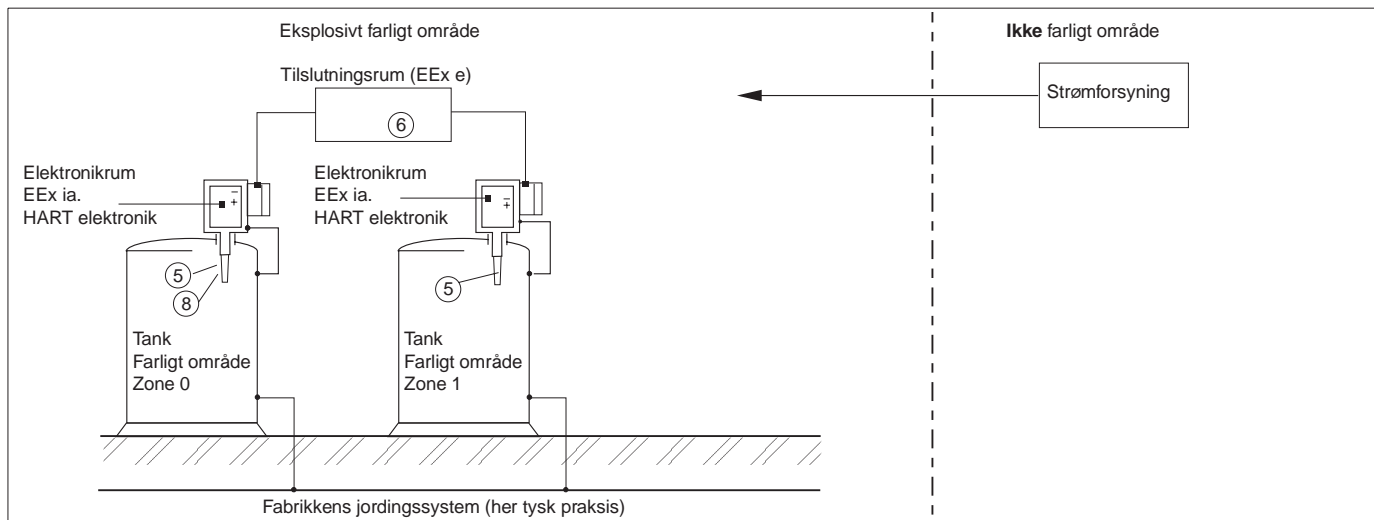 Eksplosivt farligt område
Ikke farligt område
Tilslutningsrum (EEx e)
Strømforsyning
6
Elektronikrum
EEx ia.
HART elektronik
Elektronikrum
EEx ia.
HART elektronik
–
+
–
+
5
8
5
Tank
Farligt område
Zone 0
Tank
Farligt område
Zone 1
Fabrikkens jordingssystem (her tysk praksis)